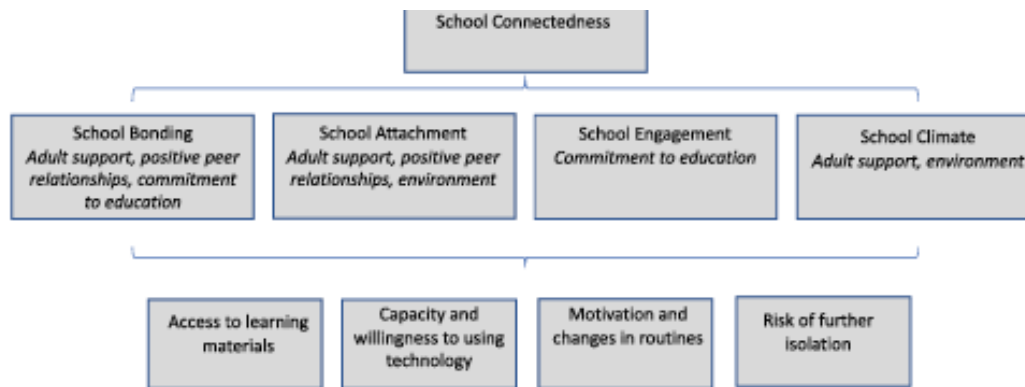 School Connectedness
School Bonding
Adult support, positive peer
relationships, commitment
to education
School Attachment
Adult support, positive peer
relationships, environment
School Engagement
Commitment to education
School Climate
Adult support, environment
Access to learning
materials
Capacity and
willingness to using
technology
Motivation and
changes in routines
Risk of further
isolation